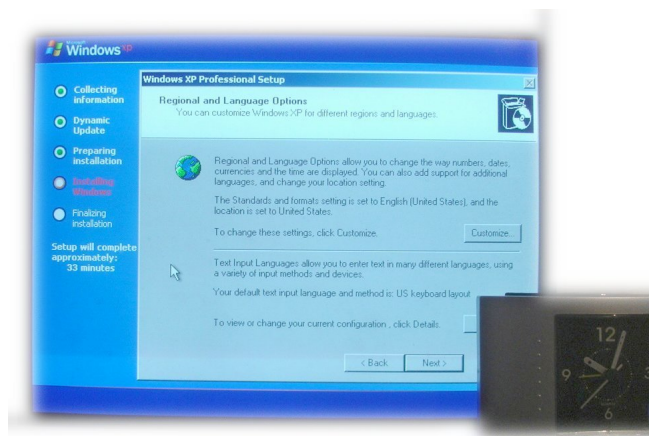 Microsoft
Windows xp
Collecting
information
Dynamic
Update
Preparing
installation
Installing
Windows
Finalizing
installation
Setup will complete
approximately:
33 minutes
Windows XP Professional Setup
Regional and Language Options
You can customize Windows XP for different regions and languages.
Regional and Language Options allow you to change the way numbers, dates,
currencies and the time are displayed. You can also add support for additional
languages, and change your location setting.
The Standards and formats setting is set to English (United States), and the
location is set to United States.
To change these settings, click Customize.
Customize...
Text Input Languages allow you to enter text in many different languages, using
a variety of input methods and devices.
Your default text input language and method is: US keyboard layout
To view or change your current configuration , click Details.
< Back
Next >
12
9
3
6